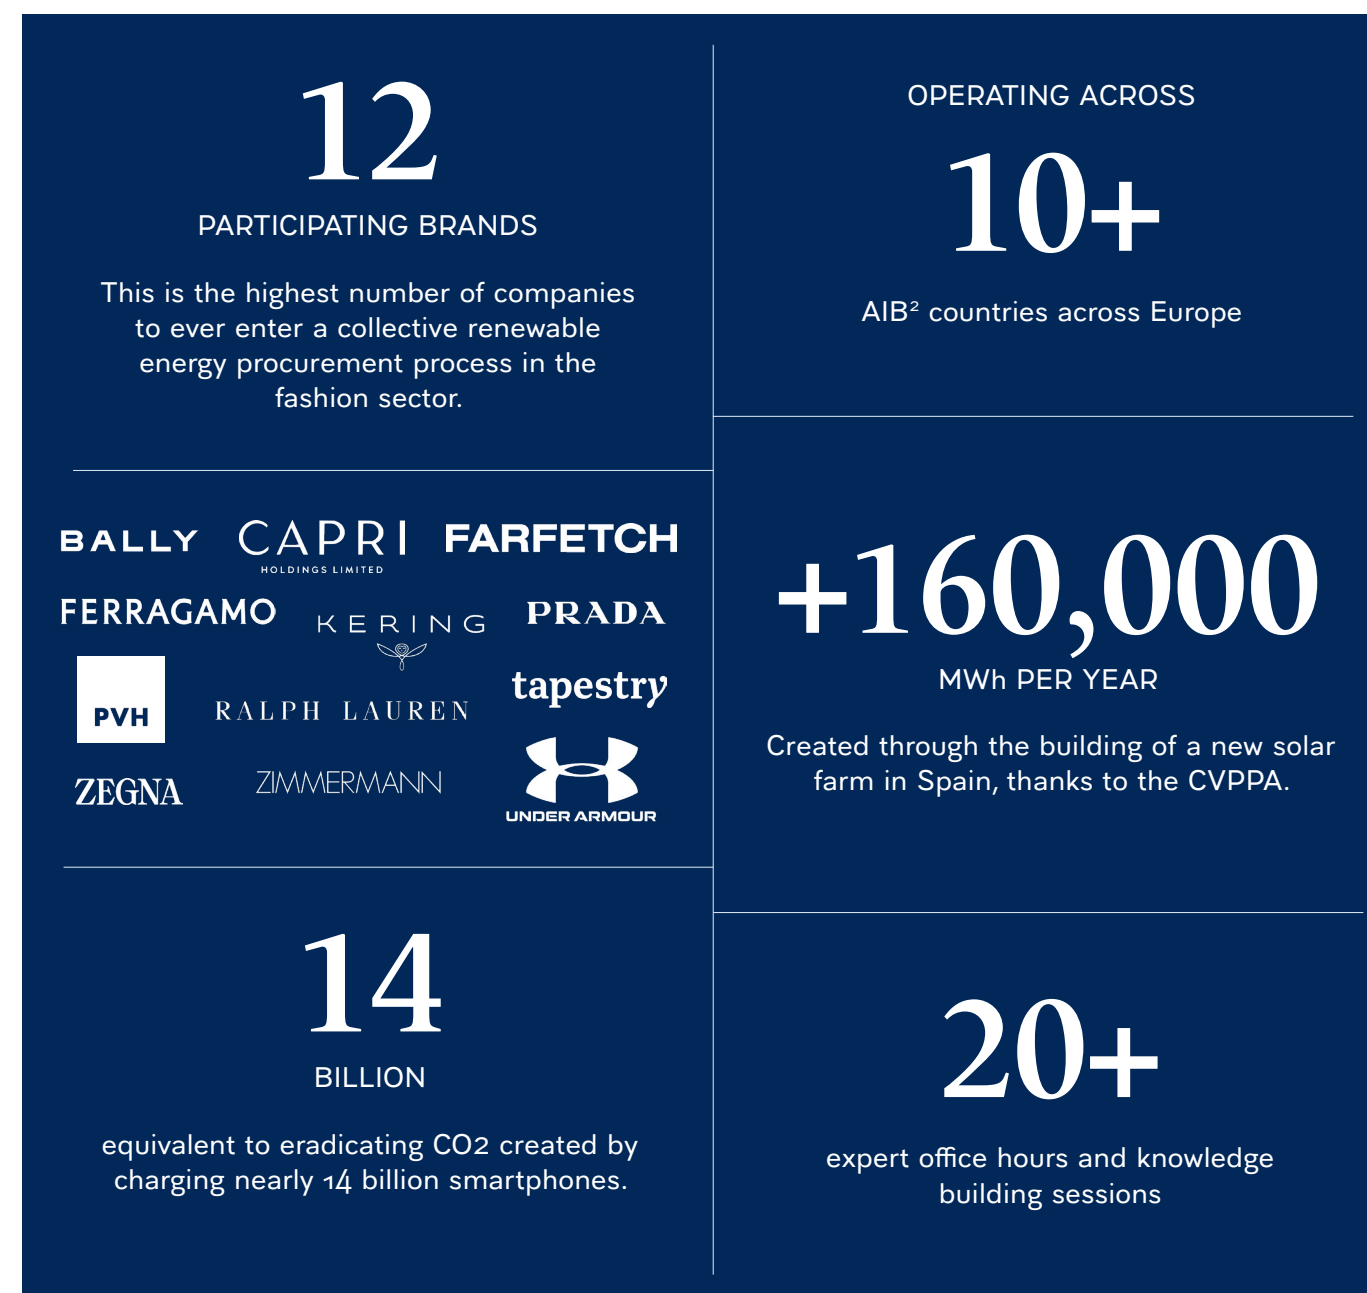 12
PARTICIPATING BRANDS
This is the highest number of companies
to ever enter a collective renewable
energy procurement process in the
fashion sector.
BALLY
CAPRI
HOLDINGS LIMITED
FARFETCH
FERRAGAMO
KERING
PRADA
PVH
RALPH LAUREN
tapestry
ZEGNA
ZIMMERMANN
UNDER ARMOUR
14
BILLION
equivalent to eradicating CO2 created by
charging nearly 14 billion smartphones.
OPERATING ACROSS
10+
AIB² countries across Europe
+160,000
MWh PER YEAR
Created through the building of a new solar
farm in Spain, thanks to the CVPPA.
20+
expert office hours and knowledge
building sessions